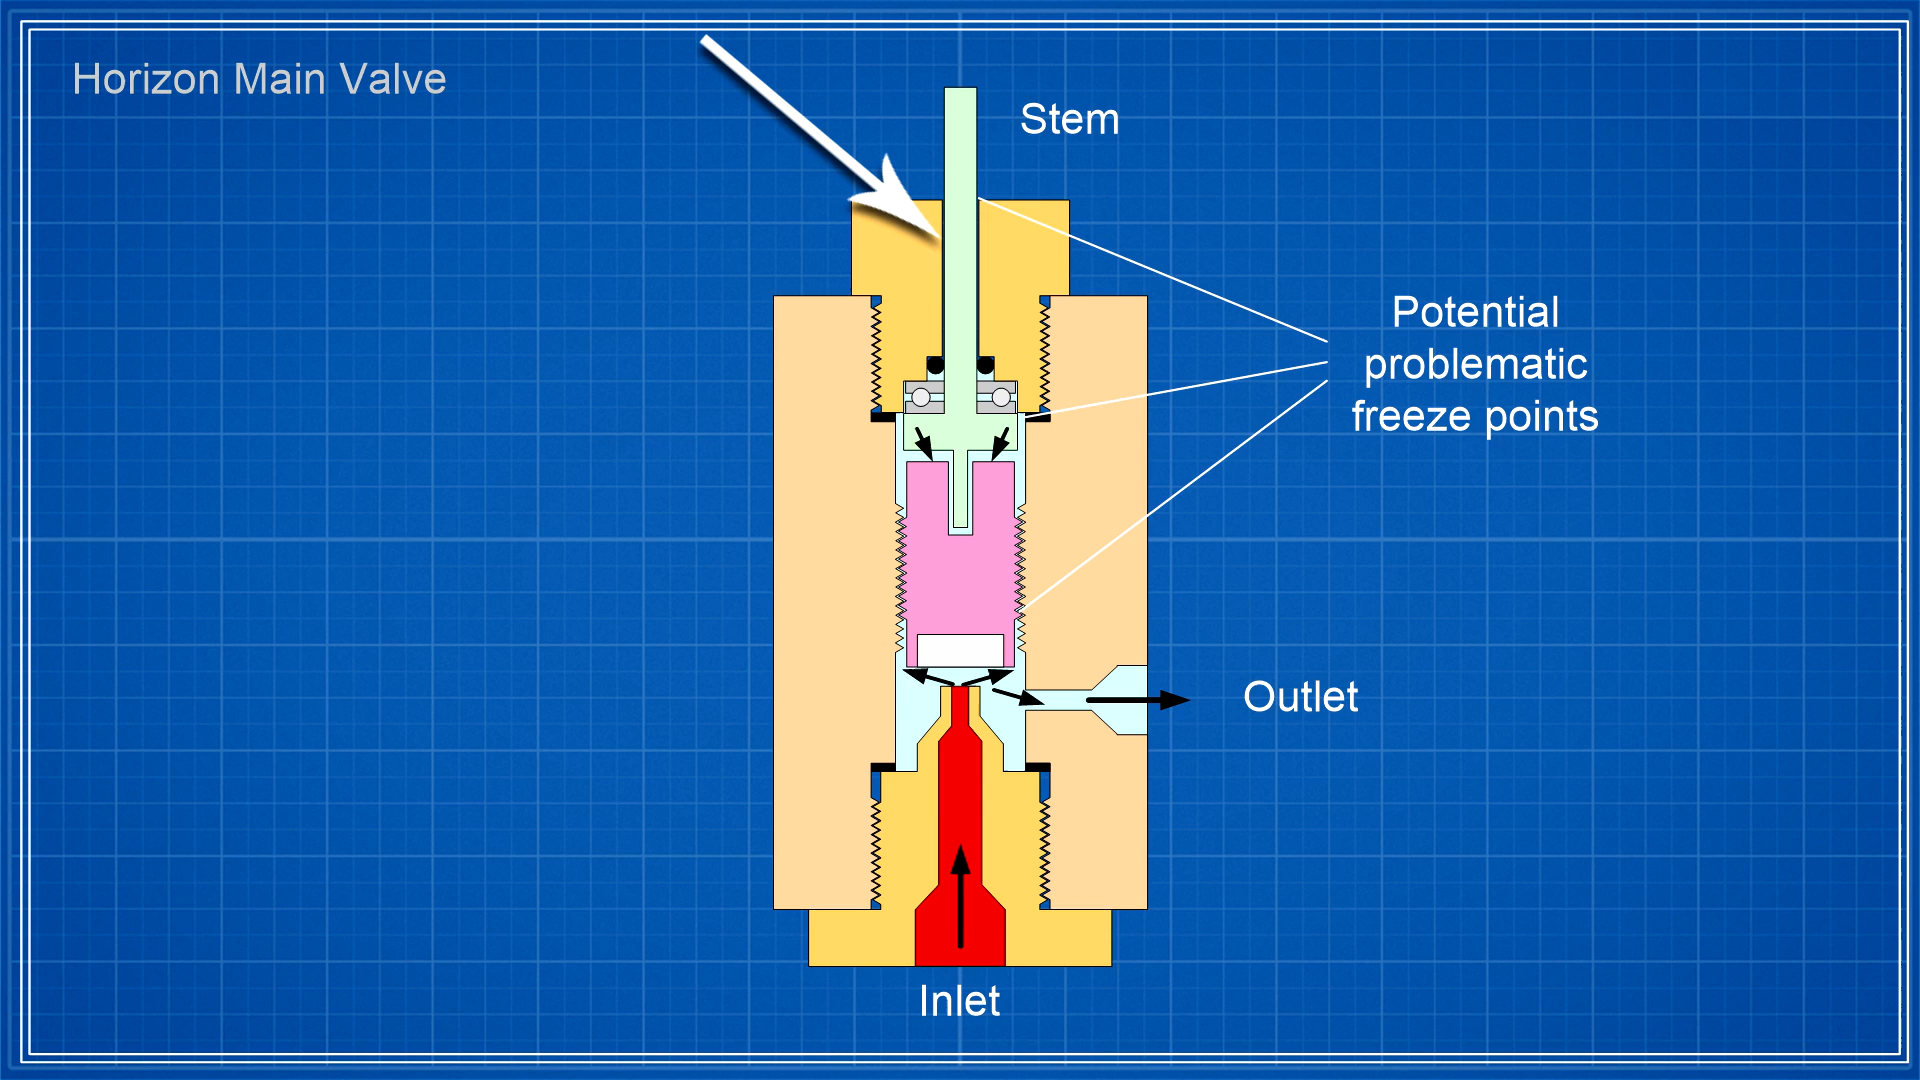 Horizon Main Valve
Stem
Potential
problematic
freeze points
Outlet
Inlet